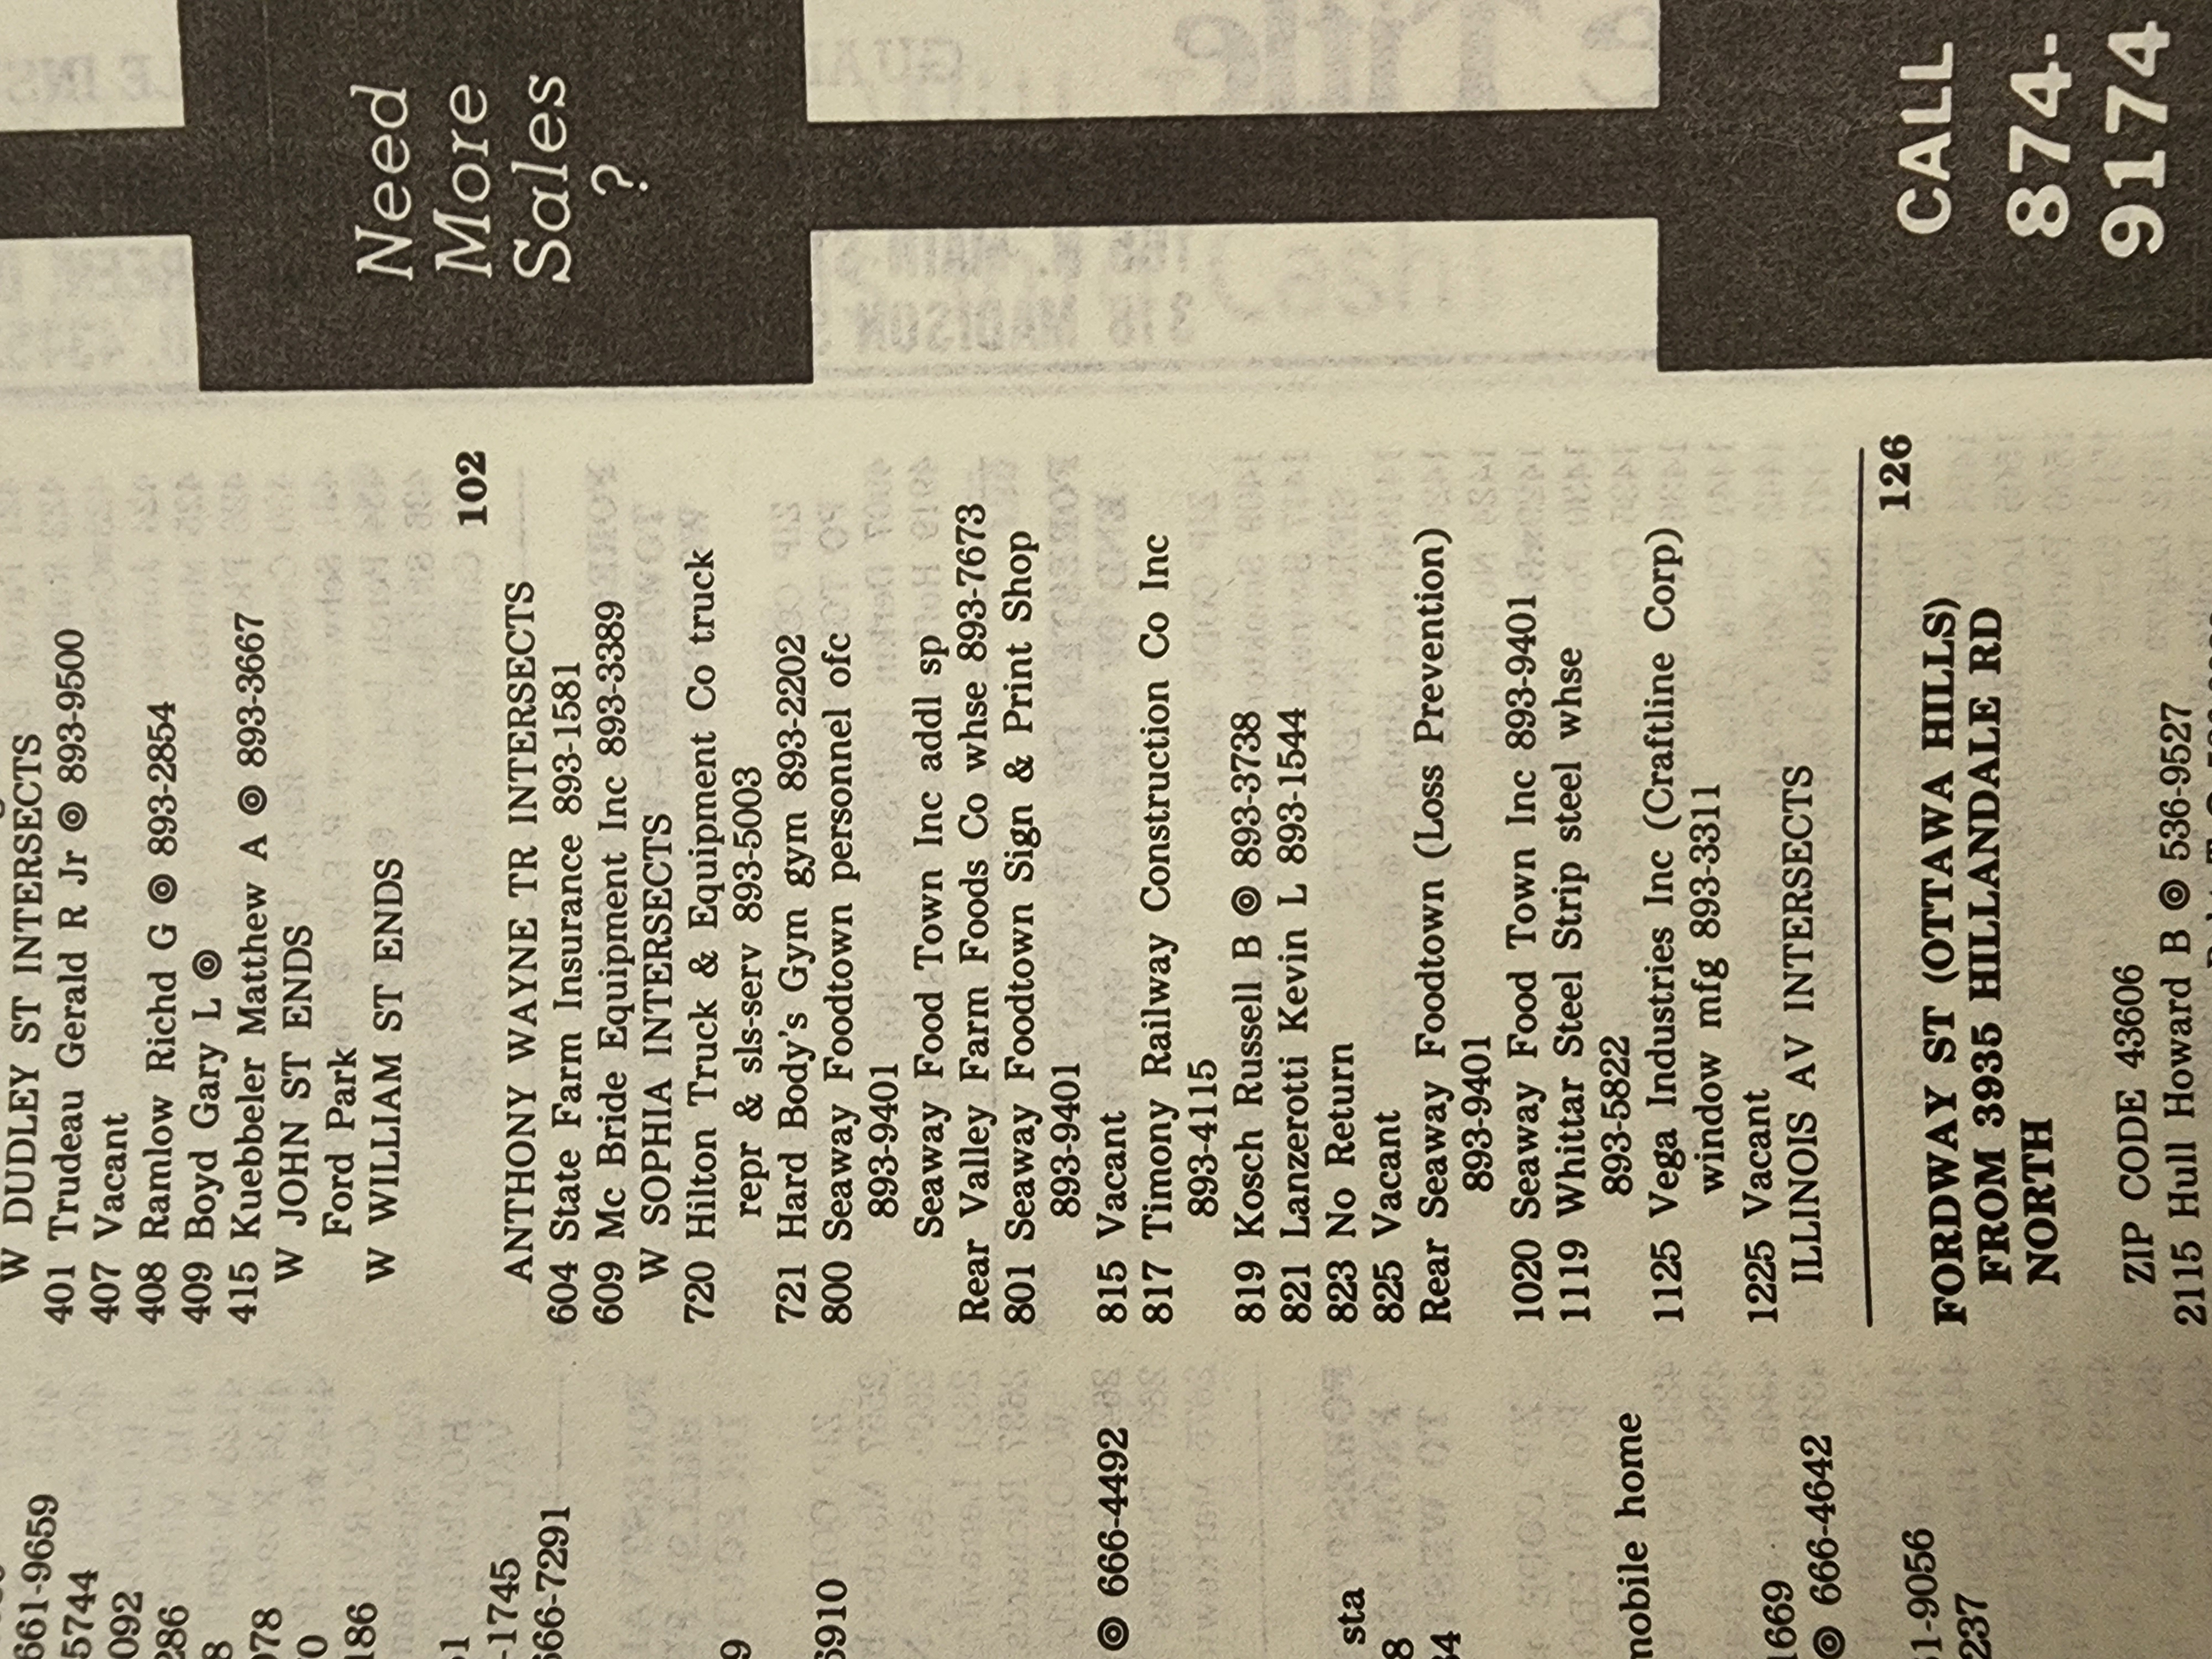 661-9659
5744
092
286
8
978
70
186
-1745
666-7291
9
6910
◎ 666-4492
sta
8
34
mobile home
1669
◎ 666-4642
51-9056
237
W DUDLEY ST INTERSECTS
401 Trudeau Gerald R Jr ◎ 893-9500
407 Vacant
408 Ramlow Richd G ◎ 893-2854
409 Boyd Gary L ◎
415 Kuebbeler Matthew A ◎ 893-3667
W JOHN ST ENDS
Ford Park
W WILLIAM ST ENDS
102
ANTHONY WAYNE TR INTERSECTS
604 State Farm Insurance 893-1581
609 Mc Bride Equipment Inc 893-3389
W SOPHIA INTERSECTS
720 Hilton Truck & Equipment Co truck
repr & sls-serv 893-5003
721 Hard Body's Gym gym 893-2202
800 Seaway Foodtown personnel ofc
893-9401
Seaway Food Town Inc addl sp
Rear Valley Farm Foods Co whse 893-7673
801 Seaway Foodtown Sign & Print Shop
893-9401
815 Vacant
817 Timony Railway Construction Co Inc
893-4115
819 Kosch Russell B ◎ 893-3738
821 Lanzerotti Kevin L 893-1544
823 No Return
825 Vacant
Rear Seaway Foodtown (Loss Prevention)
893-9401
1020 Seaway Food Town Inc 893-9401
1119 Whittar Steel Strip steel whse
893-5822
1125 Vega Industries Inc (Craftline Corp)
window mfg 893-3311
1225 Vacant
ILLINOIS AV INTERSECTS
126
FORDWAY ST (OTTAWA HILLS)
FROM 3935 HILLANDALE RD
NORTH
ZIP CODE 43606
2115 Hull Howard B ◎ 536-9527
Need
More
Sales
?
CALL
874-
9174